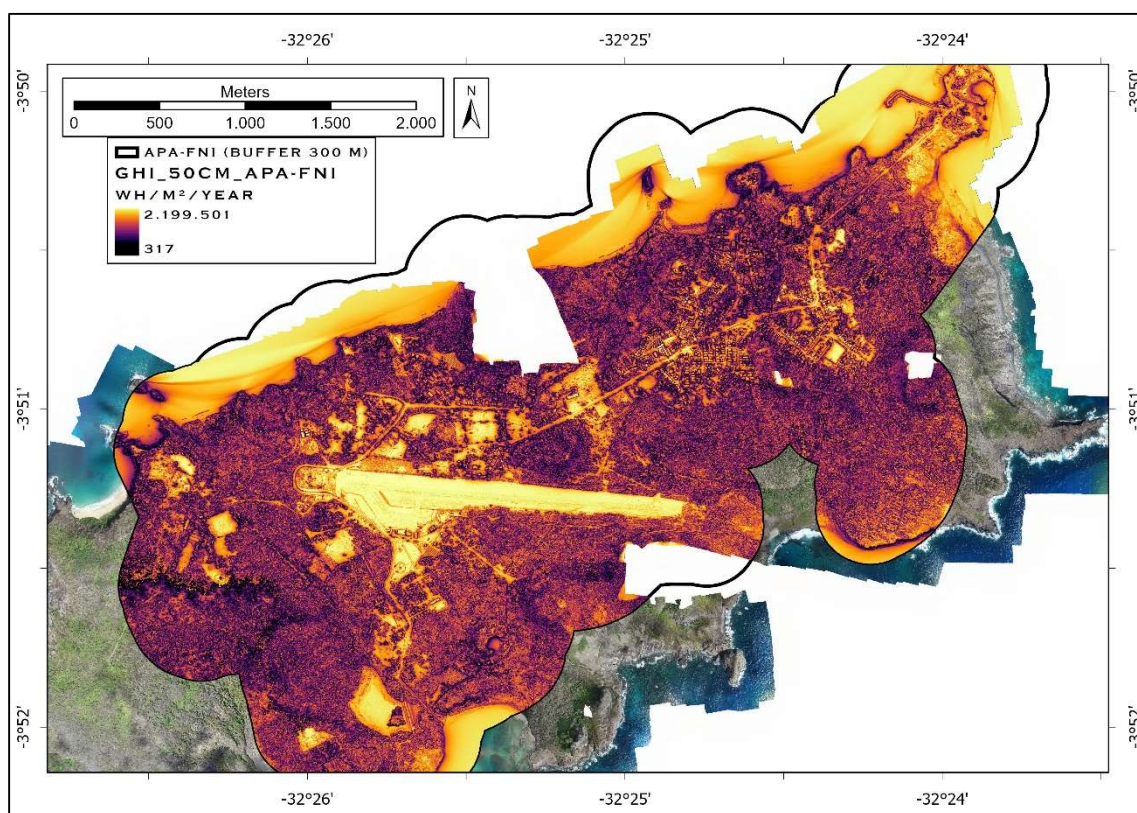 -32°26' -32°25' -32°24'
-3°50' -3°50'
Meters
0 500 1.000 1.500 2.000
N
APA-FNI (BUFFER 300 M)
GHI_50CM_APA-FNI
WH/M²/YEAR
2.199.501
317
-3°51' -3°51'
-3°52' -3°52'
-32°26' -32°25' -32°24'